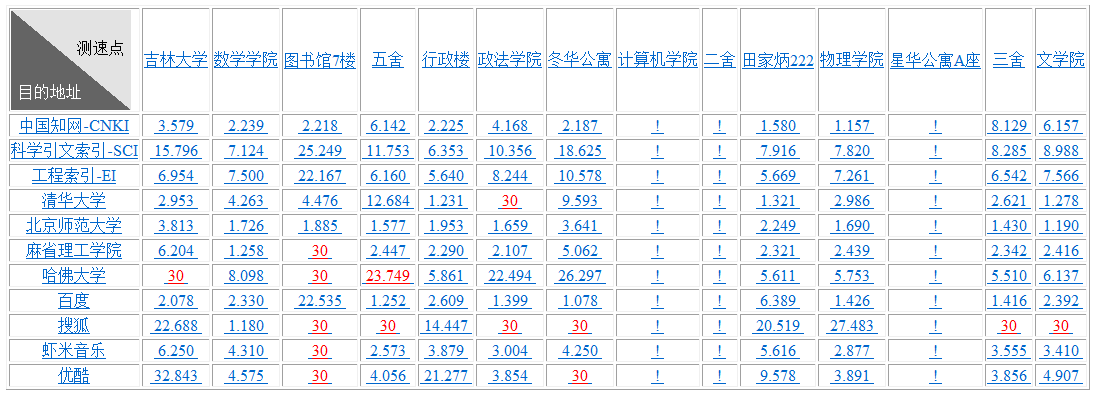 测速点
目的地址
吉林大学 数学学院 图书馆7楼 五舍 行政楼 政法学院 冬华公寓 计算机学院 二舍 田家炳222 物理学院 星华公寓A座 三舍 文学院
中国知网-CNKI 3.579 2.239 2.218 6.142 2.225 4.168 2.187 ! ! 1.580 1.157 ! 8.129 6.157
科学引文索引-SCI 15.796 7.124 25.249 11.753 6.353 10.356 18.625 ! ! 7.916 7.820 ! 8.285 8.988
工程索引-EI 6.954 7.500 22.167 6.160 5.640 8.244 10.578 ! ! 5.669 7.261 ! 6.542 7.566
清华大学 2.953 4.263 4.476 12.684 1.231 30 9.593 ! ! 1.321 2.986 ! 2.621 1.278
北京师范大学 3.813 1.726 1.885 1.577 1.953 1.659 3.641 ! ! 2.249 1.690 ! 1.430 1.190
麻省理工学院 6.204 1.258 30 2.447 2.290 2.107 5.062 ! ! 2.321 2.439 ! 2.342 2.416
哈佛大学 30 8.098 30 23.749 5.861 22.494 26.297 ! ! 5.611 5.753 ! 5.510 6.137
百度 2.078 2.330 22.535 1.252 2.609 1.399 1.078 ! ! 6.389 1.426 ! 1.416 2.392
搜狐 22.688 1.180 30 30 14.447 30 30 ! ! 20.519 27.483 ! 30 30
虾米音乐 6.250 4.310 30 2.573 3.879 3.004 4.250 ! ! 5.616 2.877 ! 3.555 3.410
优酷 32.843 4.575 30 4.056 21.277 3.854 30 ! ! 9.578 3.891 ! 3.856 4.907